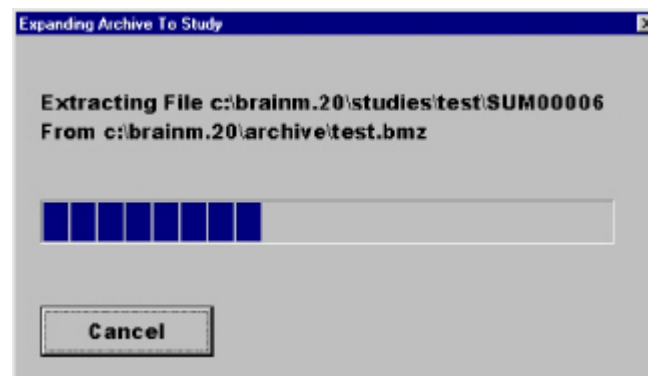 Expanding Archive To Study
Extracting File c:\brainm.20\studies\test\SUM00006
From c:\brainm.20\archive\test.bmz
Cancel